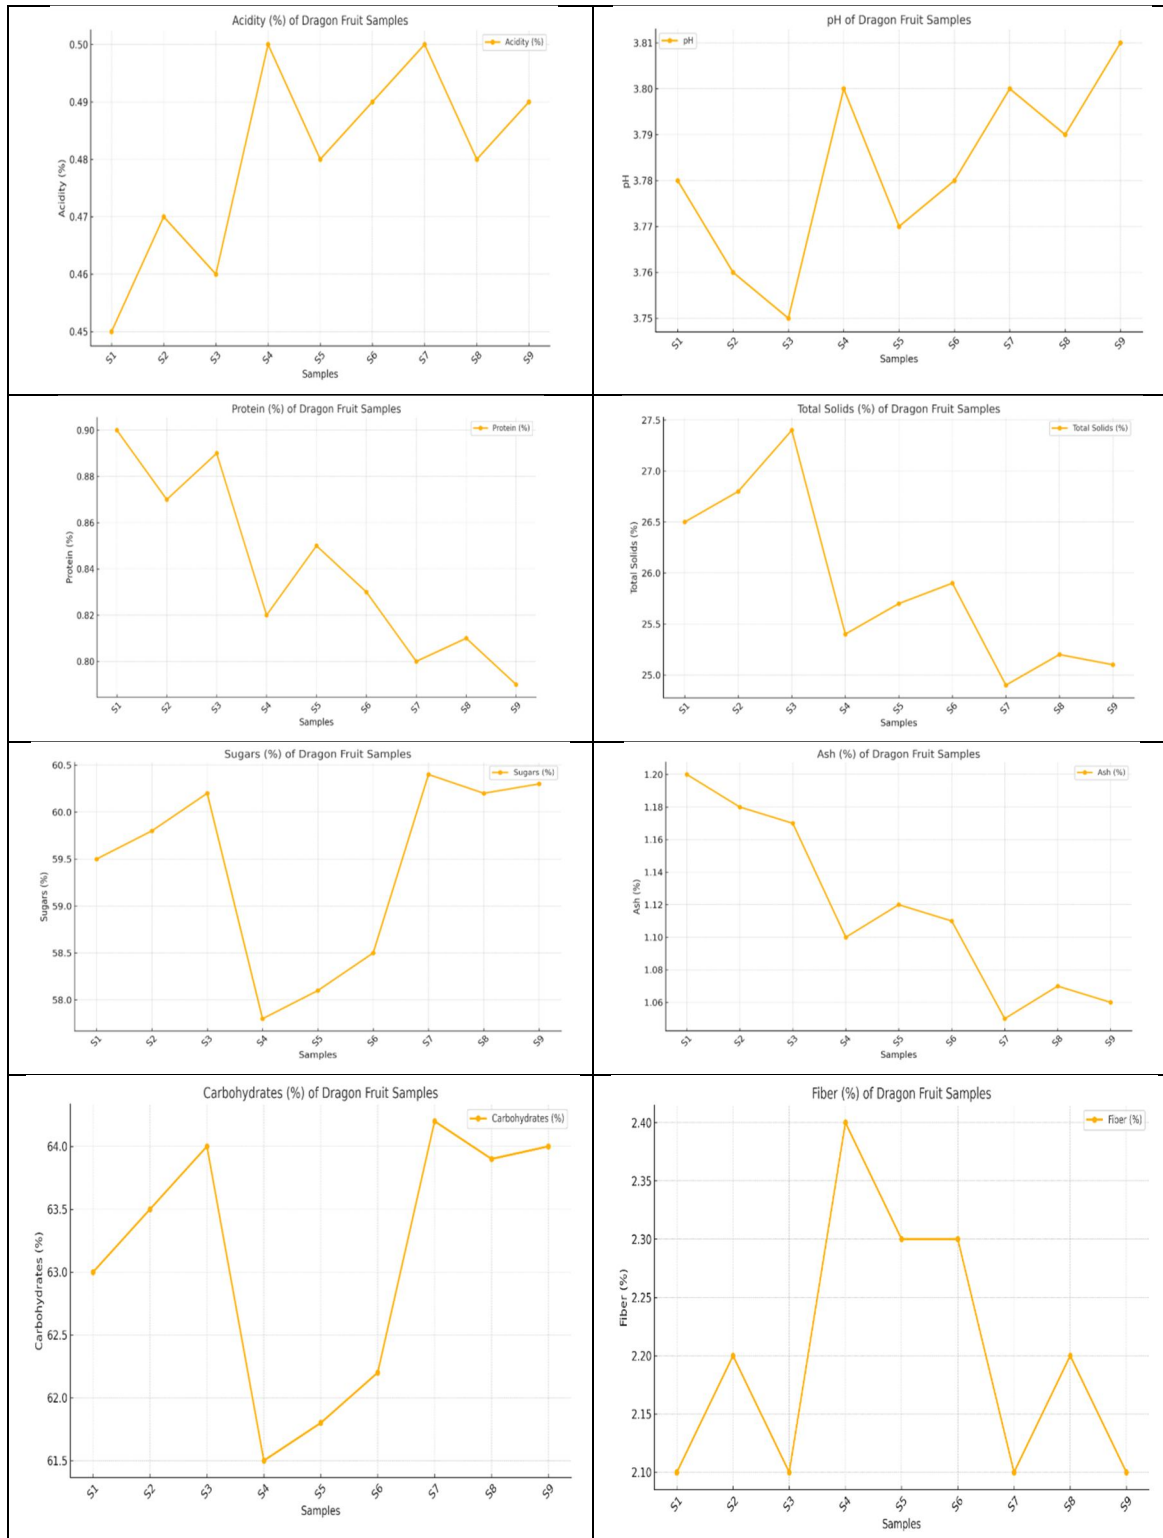 Acidity (%) of Dragon Fruit Samples
Acidity (%)
0.50
0.49
0.48
0.47
0.46
0.45
Acidity (%)
S1 S2 S3 S4 S5 S6 S7 S8 S9
Samples
pH of Dragon Fruit Samples
pH
3.81
3.80
3.79
3.78
3.77
3.76
3.75
pH
S1 S2 S3 S4 S5 S6 S7 S8 S9
Samples
Protein (%) of Dragon Fruit Samples
Protein (%)
0.90
0.88
0.86
0.84
0.82
0.80
Protein (%)
S1 S2 S3 S4 S5 S6 S7 S8 S9
Samples
Total Solids (%) of Dragon Fruit Samples
Total Solids (%)
27.5
27.0
26.5
26.0
25.5
25.0
Total Solids (%)
S1 S2 S3 S4 S5 S6 S7 S8 S9
Samples
Sugars (%) of Dragon Fruit Samples
Sugars (%)
60.5
60.0
59.5
59.0
58.5
58.0
Sugars (%)
S1 S2 S3 S4 S5 S6 S7 S8 S9
Samples
Ash (%) of Dragon Fruit Samples
Ash (%)
1.20
1.18
1.16
1.14
1.12
1.10
1.08
1.06
Ash (%)
S1 S2 S3 S4 S5 S6 S7 S8 S9
Samples
Carbohydrates (%) of Dragon Fruit Samples
Carbohydrates (%)
64.0
63.5
63.0
62.5
62.0
61.5
Carbohydrates (%)
S1 S2 S3 S4 S5 S6 S7 S8 S9
Samples
Fiber (%) of Dragon Fruit Samples
Fiber (%)
2.40
2.35
2.30
2.25
2.20
2.15
2.10
Fiber (%)
S1 S2 S3 S4 S5 S6 S7 S8 S9
Samples